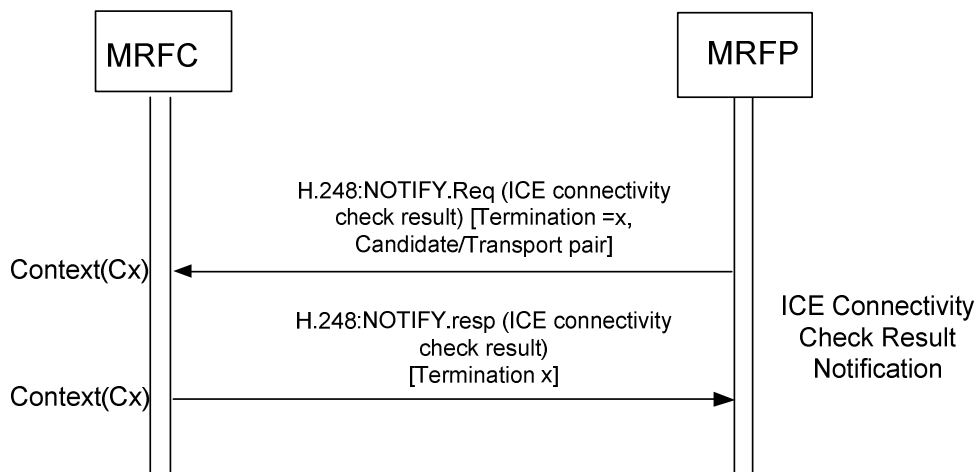 MRFC
MRFP
H.248:NOTIFY.Req (ICE connectivity
check result) [Termination =x,
Candidate/Transport pair]
Context(Cx)
H.248:NOTIFY.resp (ICE connectivity
check result)
[Termination x]
Context(Cx)
ICE Connectivity
Check Result
Notification